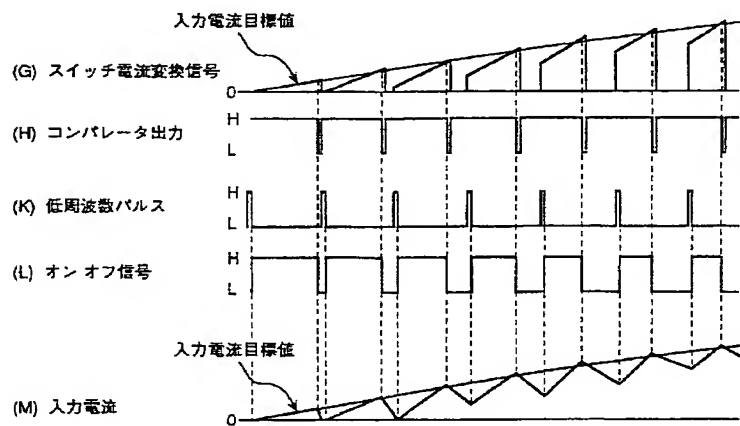 入力電流目標値
(G) スイッチ電流変換信号
0
(H) コンパレータ出力
H
L
(K) 低周波数パルス
H
L
(L) オン オフ信号
H
L
入力電流目標値
(M) 入力電流
0